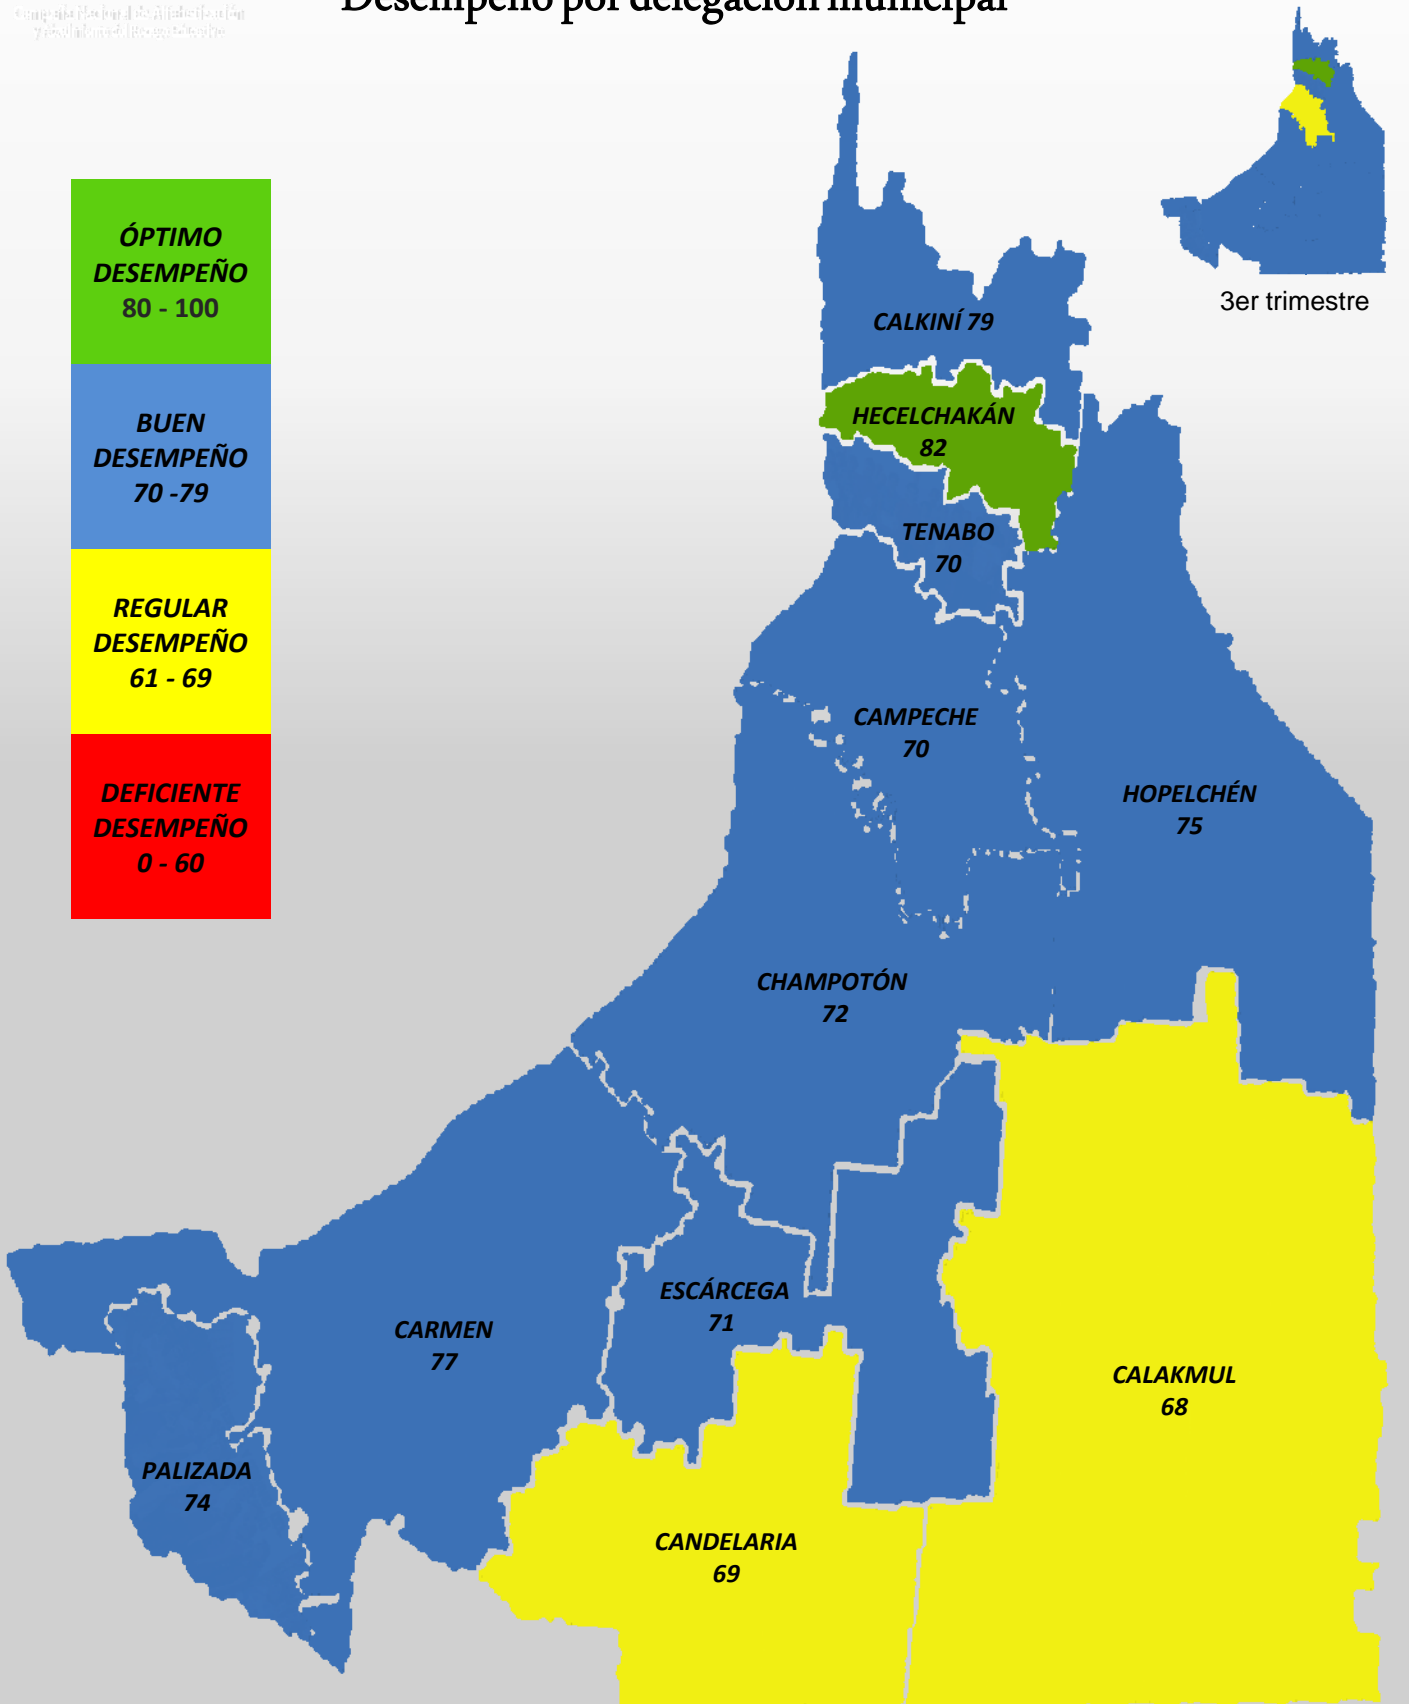 Desempeño por delegación municipal
3er trimestre
ÓPTIMO
DESEMPEÑO
80 - 100
BUEN
DESEMPEÑO
70 -79
REGULAR
DESEMPEÑO
61 - 69
DEFICIENTE
DESEMPEÑO
0 - 60
CALKINÍ 79
HECELCHAKÁN
82
TENABO
70
CAMPECHE
70
HOPELCHÉN
75
CHAMPOTÓN
72
ESCÁRCEGA
71
CARMEN
77
CALAKMUL
68
PALIZADA
74
CANDELARIA
69